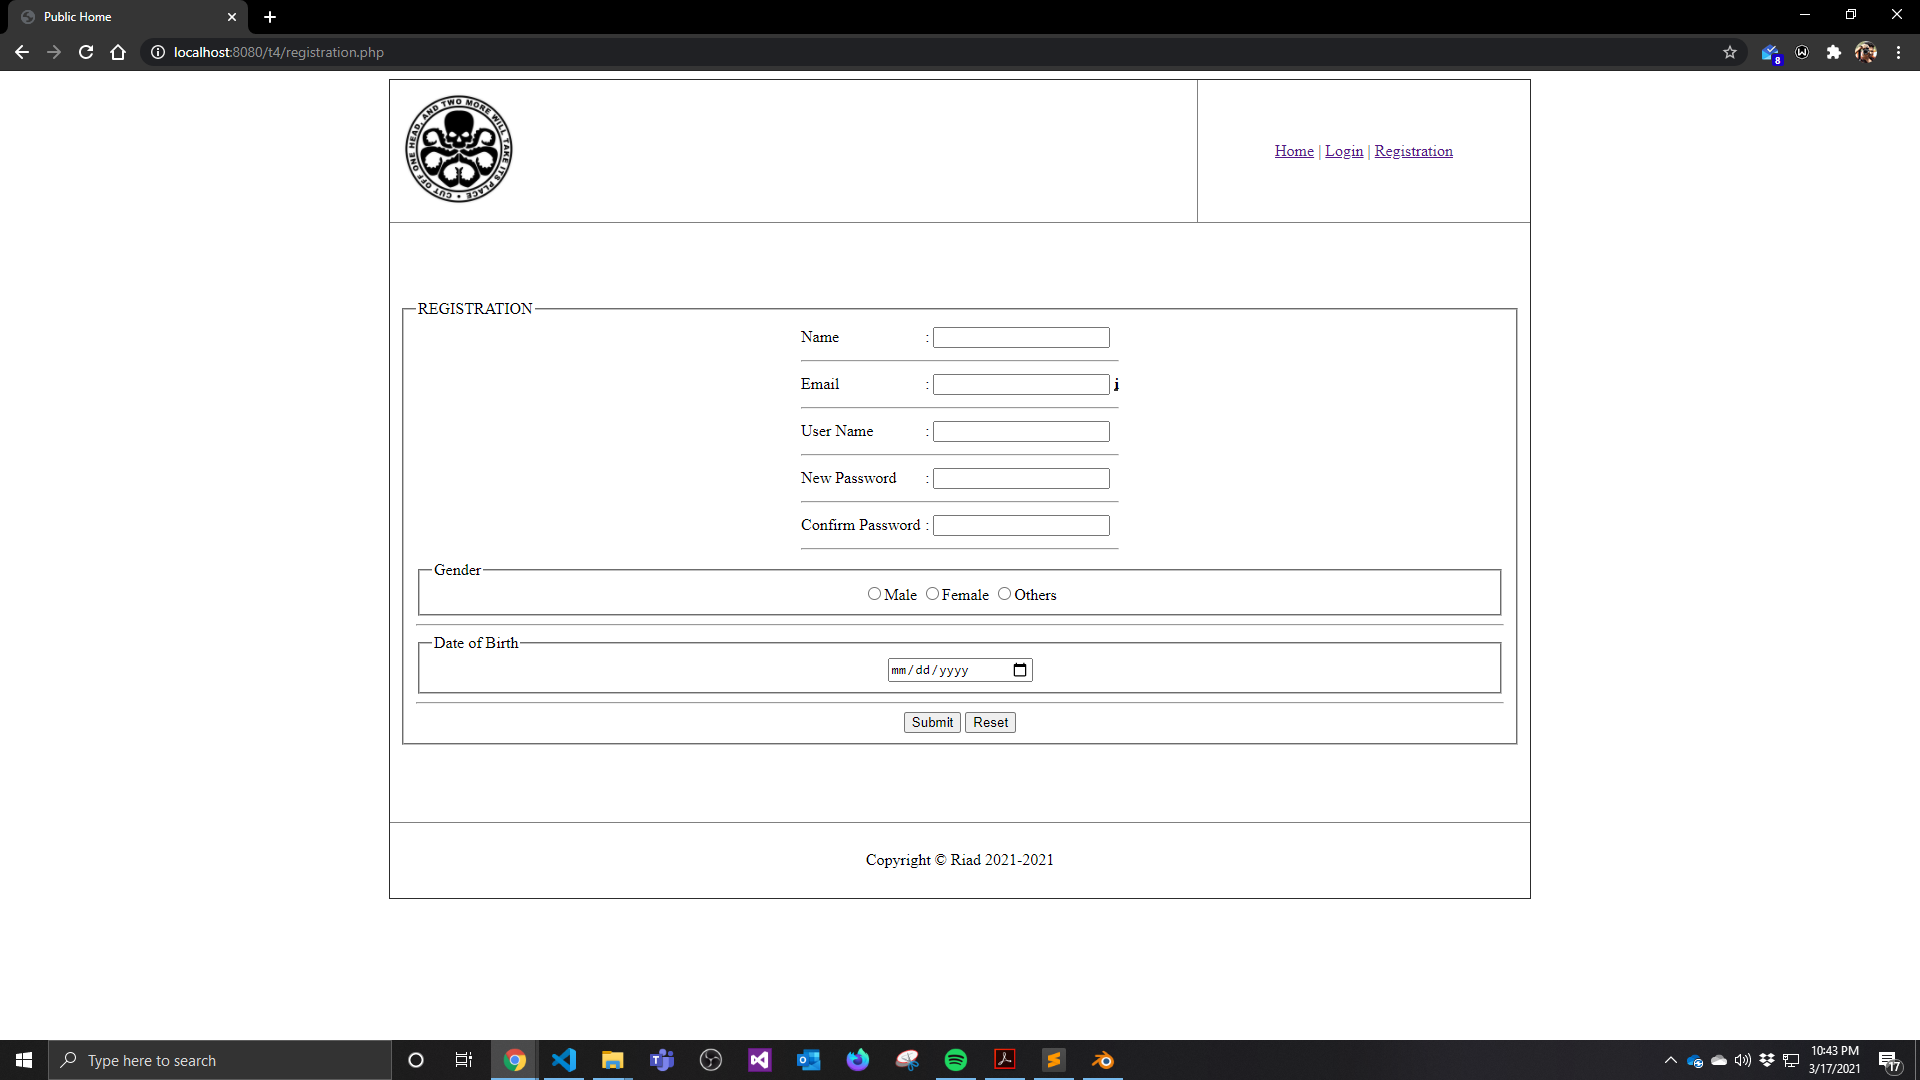 Public Home
localhost:8080/t4/registration.php
8
CUT OFF ONE HEAD, AND TWO MORE WILL TAKE ITS PLACE
Home | Login | Registration
REGISTRATION
Name :
Email : i
User Name :
New Password :
Confirm Password :
Gender
Male Female Others
Date of Birth
mm/dd/yyyy
Submit Reset
Copyright © Riad 2021-2021
Type here to search
10:43 PM
3/17/2021
17